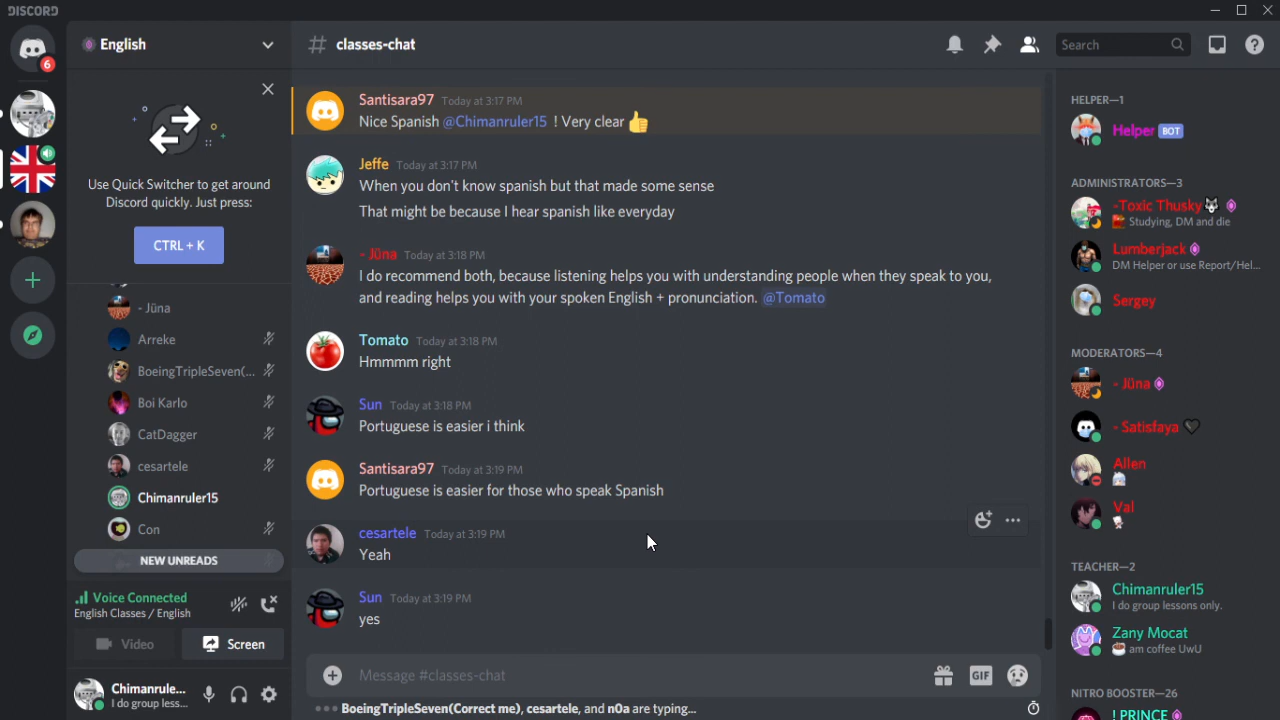 DISCORD
6
English
Use Quick Switcher to get around
Discord quickly. Just press:
CTRL + K
- Jüna
Arreke
BoeingTripleSeven(...
Boi Karlo
CatDagger
cesartele
Chimanruler15
Con
NEW UNREADS
Voice Connected
English Classes / English
Video
Screen
Chimanrule...
I do group less...
# classes-chat
Search
Santisara97 Today at 3:17 PM
Nice Spanish @Chimanruler15 ! Very clear 👍
Jeffe Today at 3:17 PM
When you don't know spanish but that made some sense
That might be because I hear spanish like everyday
- Jüna Today at 3:18 PM
I do recommend both, because listening helps you with understanding people when they speak to you,
and reading helps you with your spoken English + pronunciation. @Tomato
Tomato Today at 3:18 PM
Hmmmm right
Sun Today at 3:18 PM
Portuguese is easier i think
Santisara97 Today at 3:19 PM
Portuguese is easier for those who speak Spanish
cesartele Today at 3:19 PM
Yeah
Sun Today at 3:19 PM
yes
Message #classes-chat
GIF
BoeingTripleSeven(Correct me), cesartele, and n0a are typing...
HELPER—1
Helper BOT
ADMINISTRATORS—3
-Toxic Thusky
Studying, DM and die
Lumberjack
DM Helper or use Report/Hel...
Sergey
MODERATORS—4
- Jüna
- Satisfaya
Allen
Val
TEACHER—2
Chimanruler15
I do group lessons only.
Zany Mocat
am coffee UwU
NITRO BOOSTER—26
! PRINCE